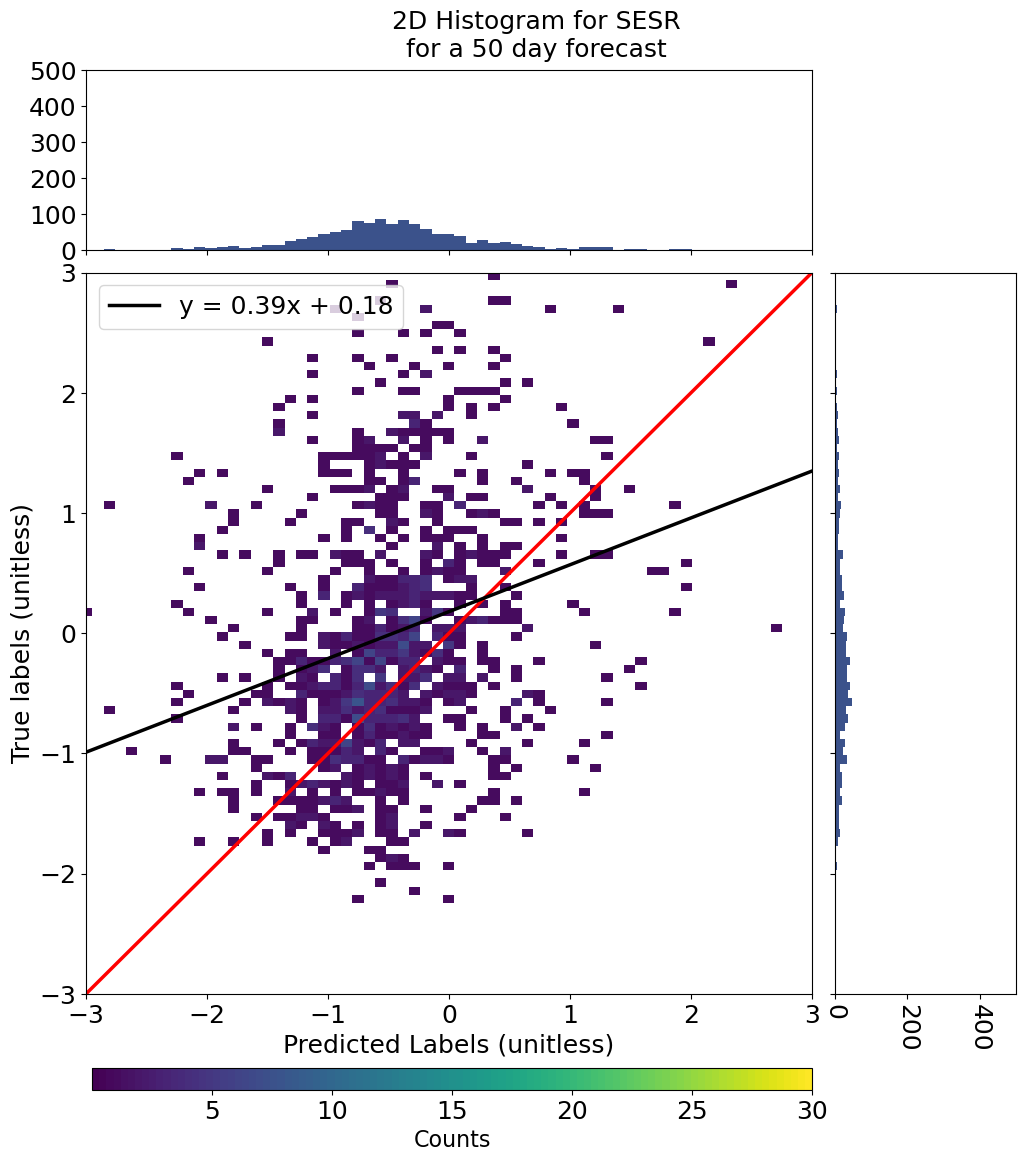 2D Histogram for SESR
for a 50 day forecast
500
400
300
200
100
0
3
2
1
0
−1
−2
−3
True labels (unitless)
y = 0.39x + 0.18
−3 −2 −1 0 1 2 3
Predicted Labels (unitless)
0 200 400
5 10 15 20 25 30
Counts